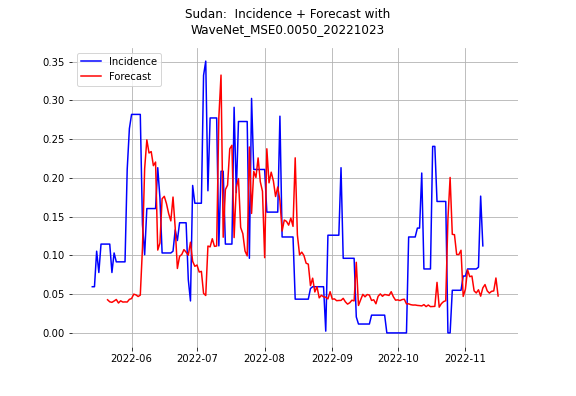 Sudan:  Incidence + Forecast with
WaveNet_MSE0.0050_20221023
Incidence
Forecast
0.35
0.30
0.25
0.20
0.15
0.10
0.05
0.00
2022-06 2022-07 2022-08 2022-09 2022-10 2022-11